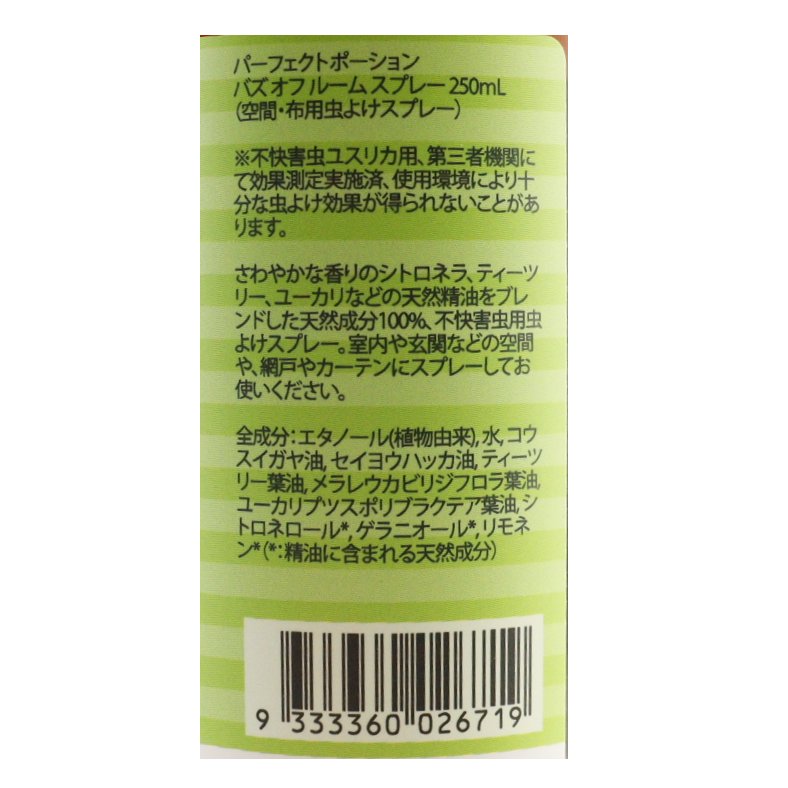 パーフェクトポーション
バズ オフ ルーム スプレー 250mL
（空間・布用虫よけスプレー）
※不快害虫ユスリカ用、第三者機関に
て効果測定実施済、使用環境により十
分な虫よけ効果が得られないことがあ
ります。
さわやかな香りのシトロネラ、ティーツ
リー、ユーカリなどの天然精油をブレ
ンドした天然成分100%、不快害虫用虫
よけスプレー。室内や玄関などの空間
や、網戸やカーテンにスプレーしてお
使いください。
全成分：エタノール(植物由来), 水, コウ
スイガヤ油, セイヨウハッカ油, ティーツ
リー葉油, メラレウカビリジフロラ葉油,
ユーカリプツスポリブラクテア葉油, シ
トロネロール*, ゲラニオール*, リモネ
ン* (*：精油に含まれる天然成分）
9 333360 026719